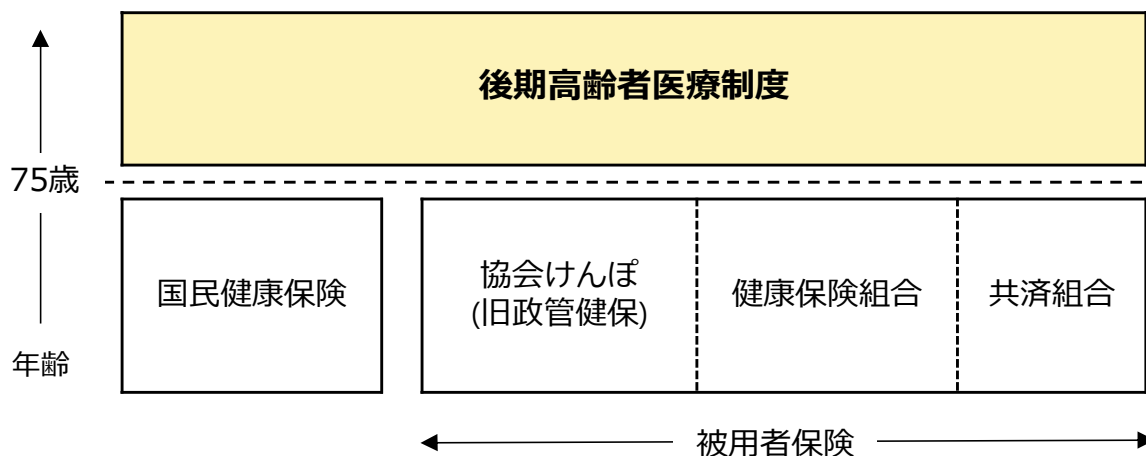 後期高齢者医療制度
75歳
国民健康保険
協会けんぽ
(旧政管健保)
健康保険組合
共済組合
年齢
被用者保険